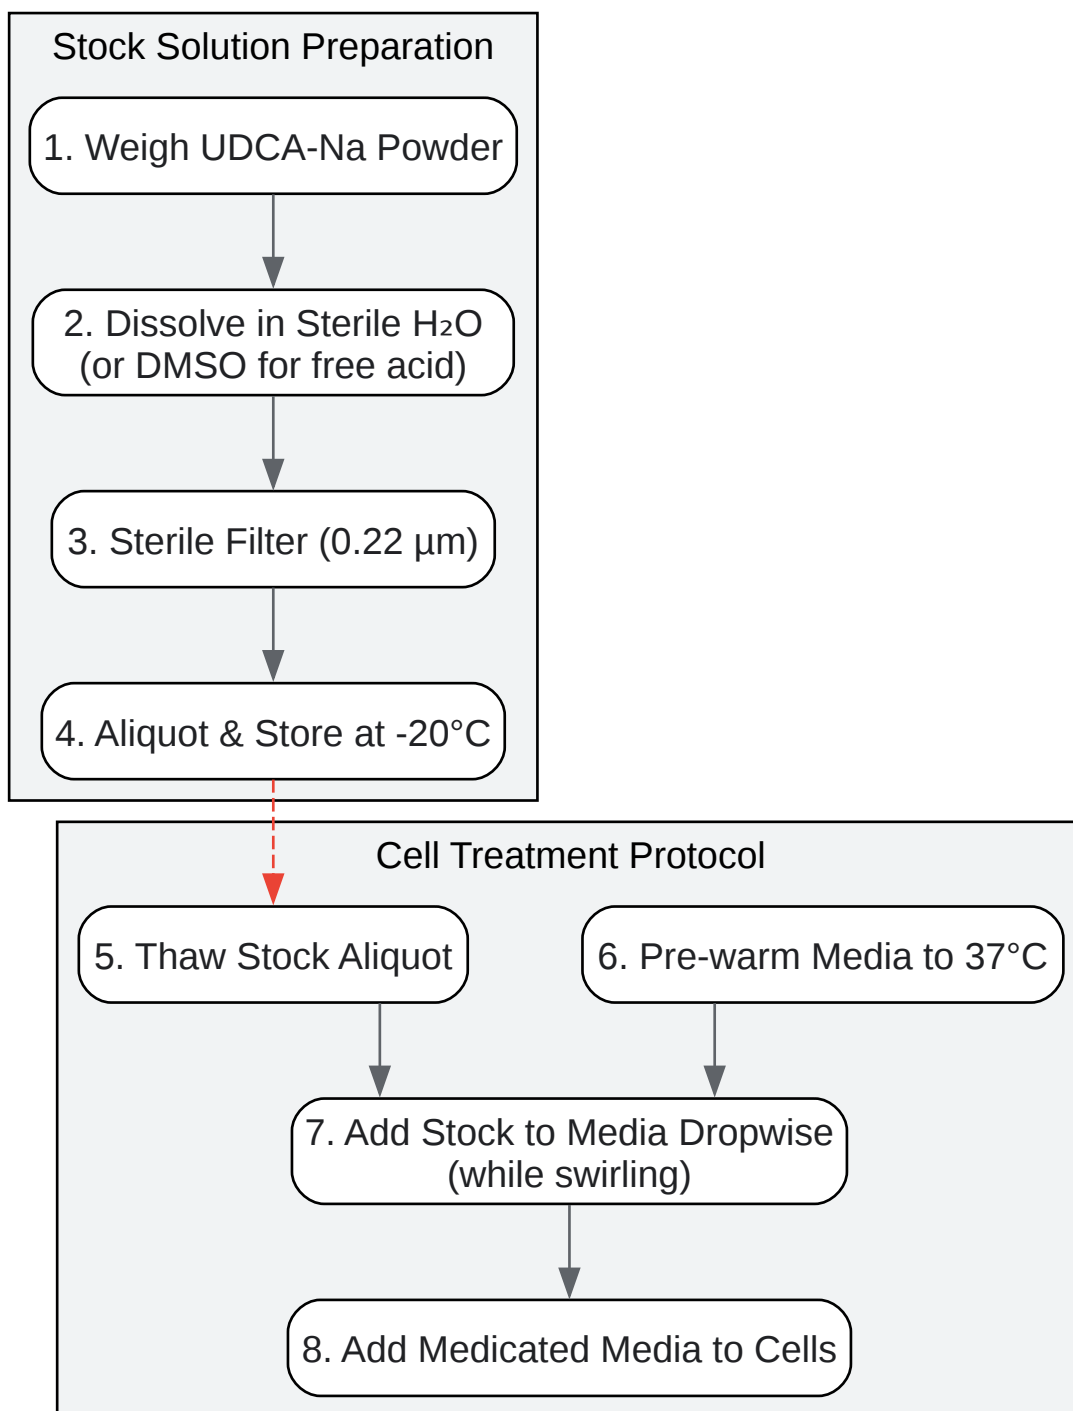 Stock Solution Preparation
1. Weigh UDCA-Na Powder
2. Dissolve in Sterile H₂O
(or DMSO for free acid)
3. Sterile Filter (0.22 µm)
4. Aliquot & Store at -20°C
Cell Treatment Protocol
5. Thaw Stock Aliquot
6. Pre-warm Media to 37°C
7. Add Stock to Media Dropwise
(while swirling)
8. Add Medicated Media to Cells